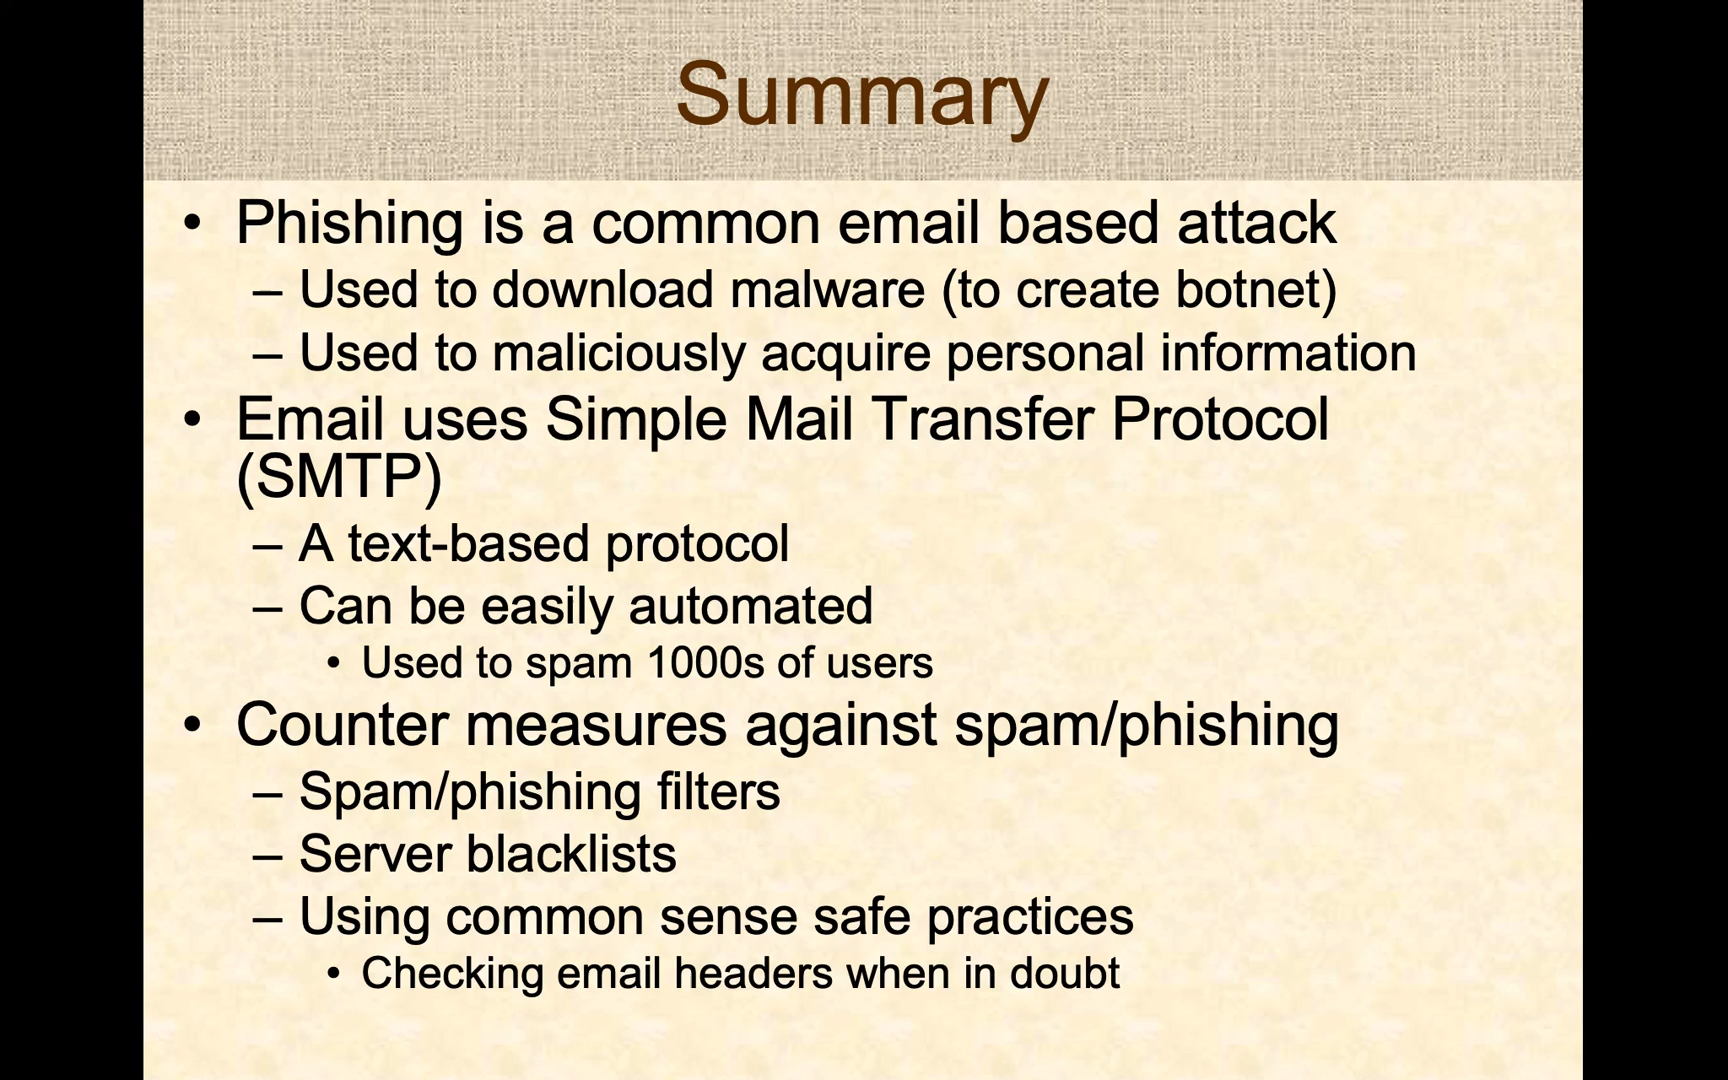 Summary
• Phishing is a common email based attack
– Used to download malware (to create botnet)
– Used to maliciously acquire personal information
• Email uses Simple Mail Transfer Protocol
(SMTP)
– A text-based protocol
– Can be easily automated
• Used to spam 1000s of users
• Counter measures against spam/phishing
– Spam/phishing filters
– Server blacklists
– Using common sense safe practices
• Checking email headers when in doubt